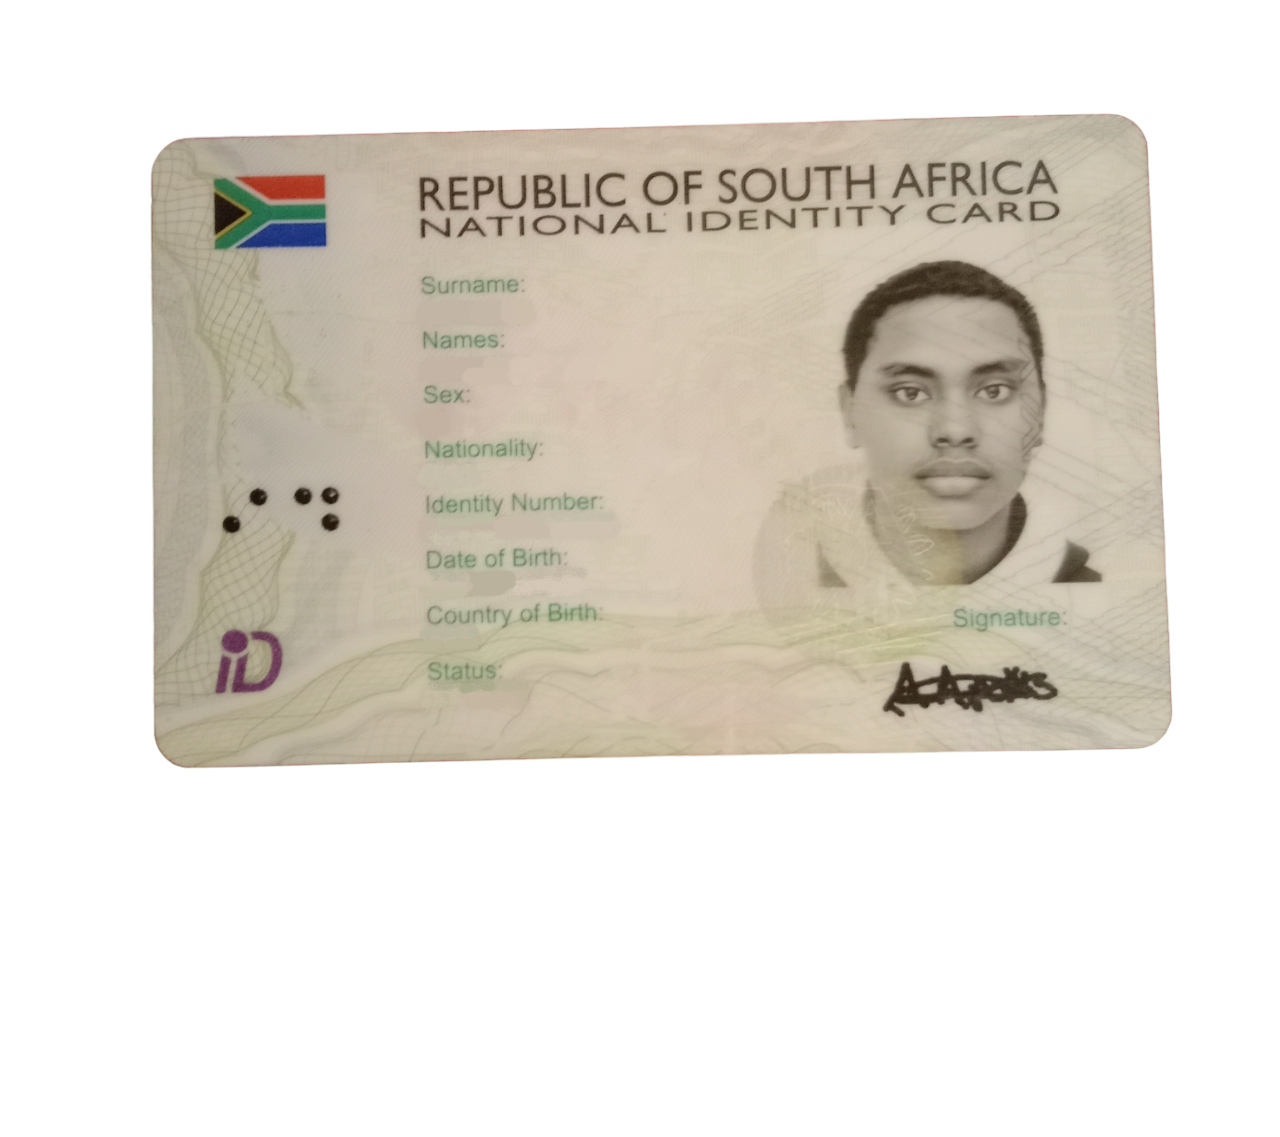 REPUBLIC OF SOUTH AFRICA
NATIONAL IDENTITY CARD
Surname:
Names:
Sex:
Nationality:
Identity Number:
Date of Birth:
Country of Birth:
Status:
Signature:
iD